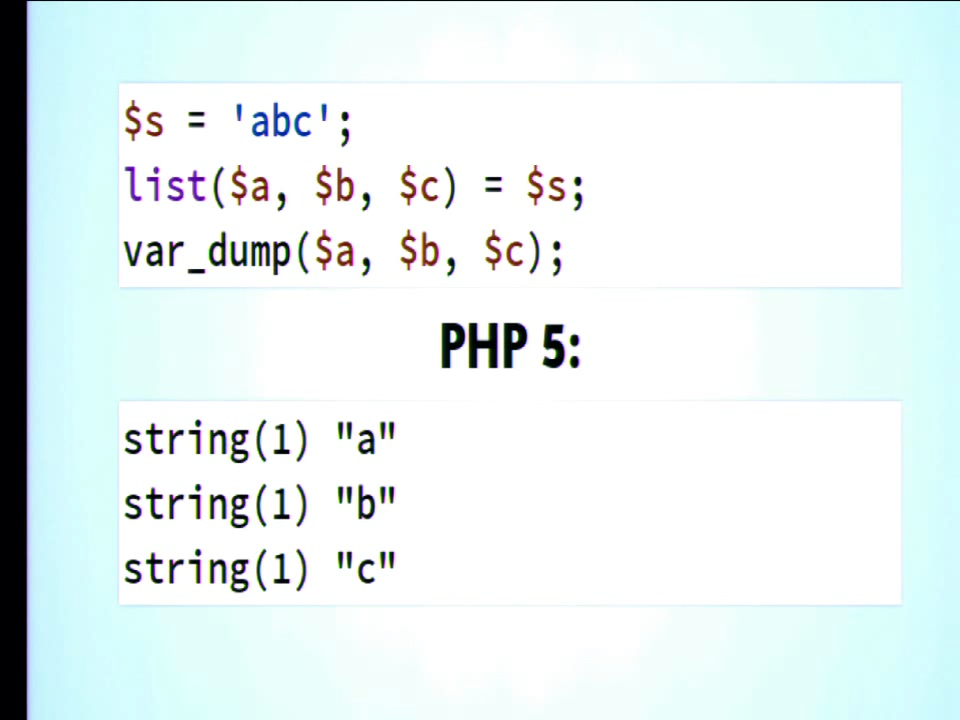 $s = 'abc';
list($a, $b, $c) = $s;
var_dump($a, $b, $c);
PHP 5:
string(1) "a"
string(1) "b"
string(1) "c"